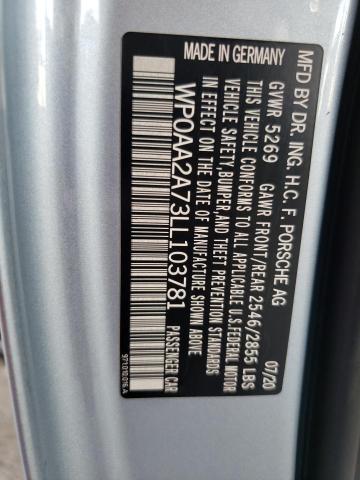 MFD BY DR. ING. H.C. F. PORSCHE AG
GVWR 5269 GAWR FRONT/REAR 2546/2855 LBS 07/20
THIS VEHICLE CONFORMS TO ALL APPLICABLE U.S. FEDERAL MOTOR
VEHICLE SAFETY, BUMPER, AND THEFT PREVENTION STANDARDS
IN EFFECT ON THE DATE OF MANUFACTURE SHOWN ABOVE
WP0AA2A73LL103781 PASSENGER CAR
MADE IN GERMANY